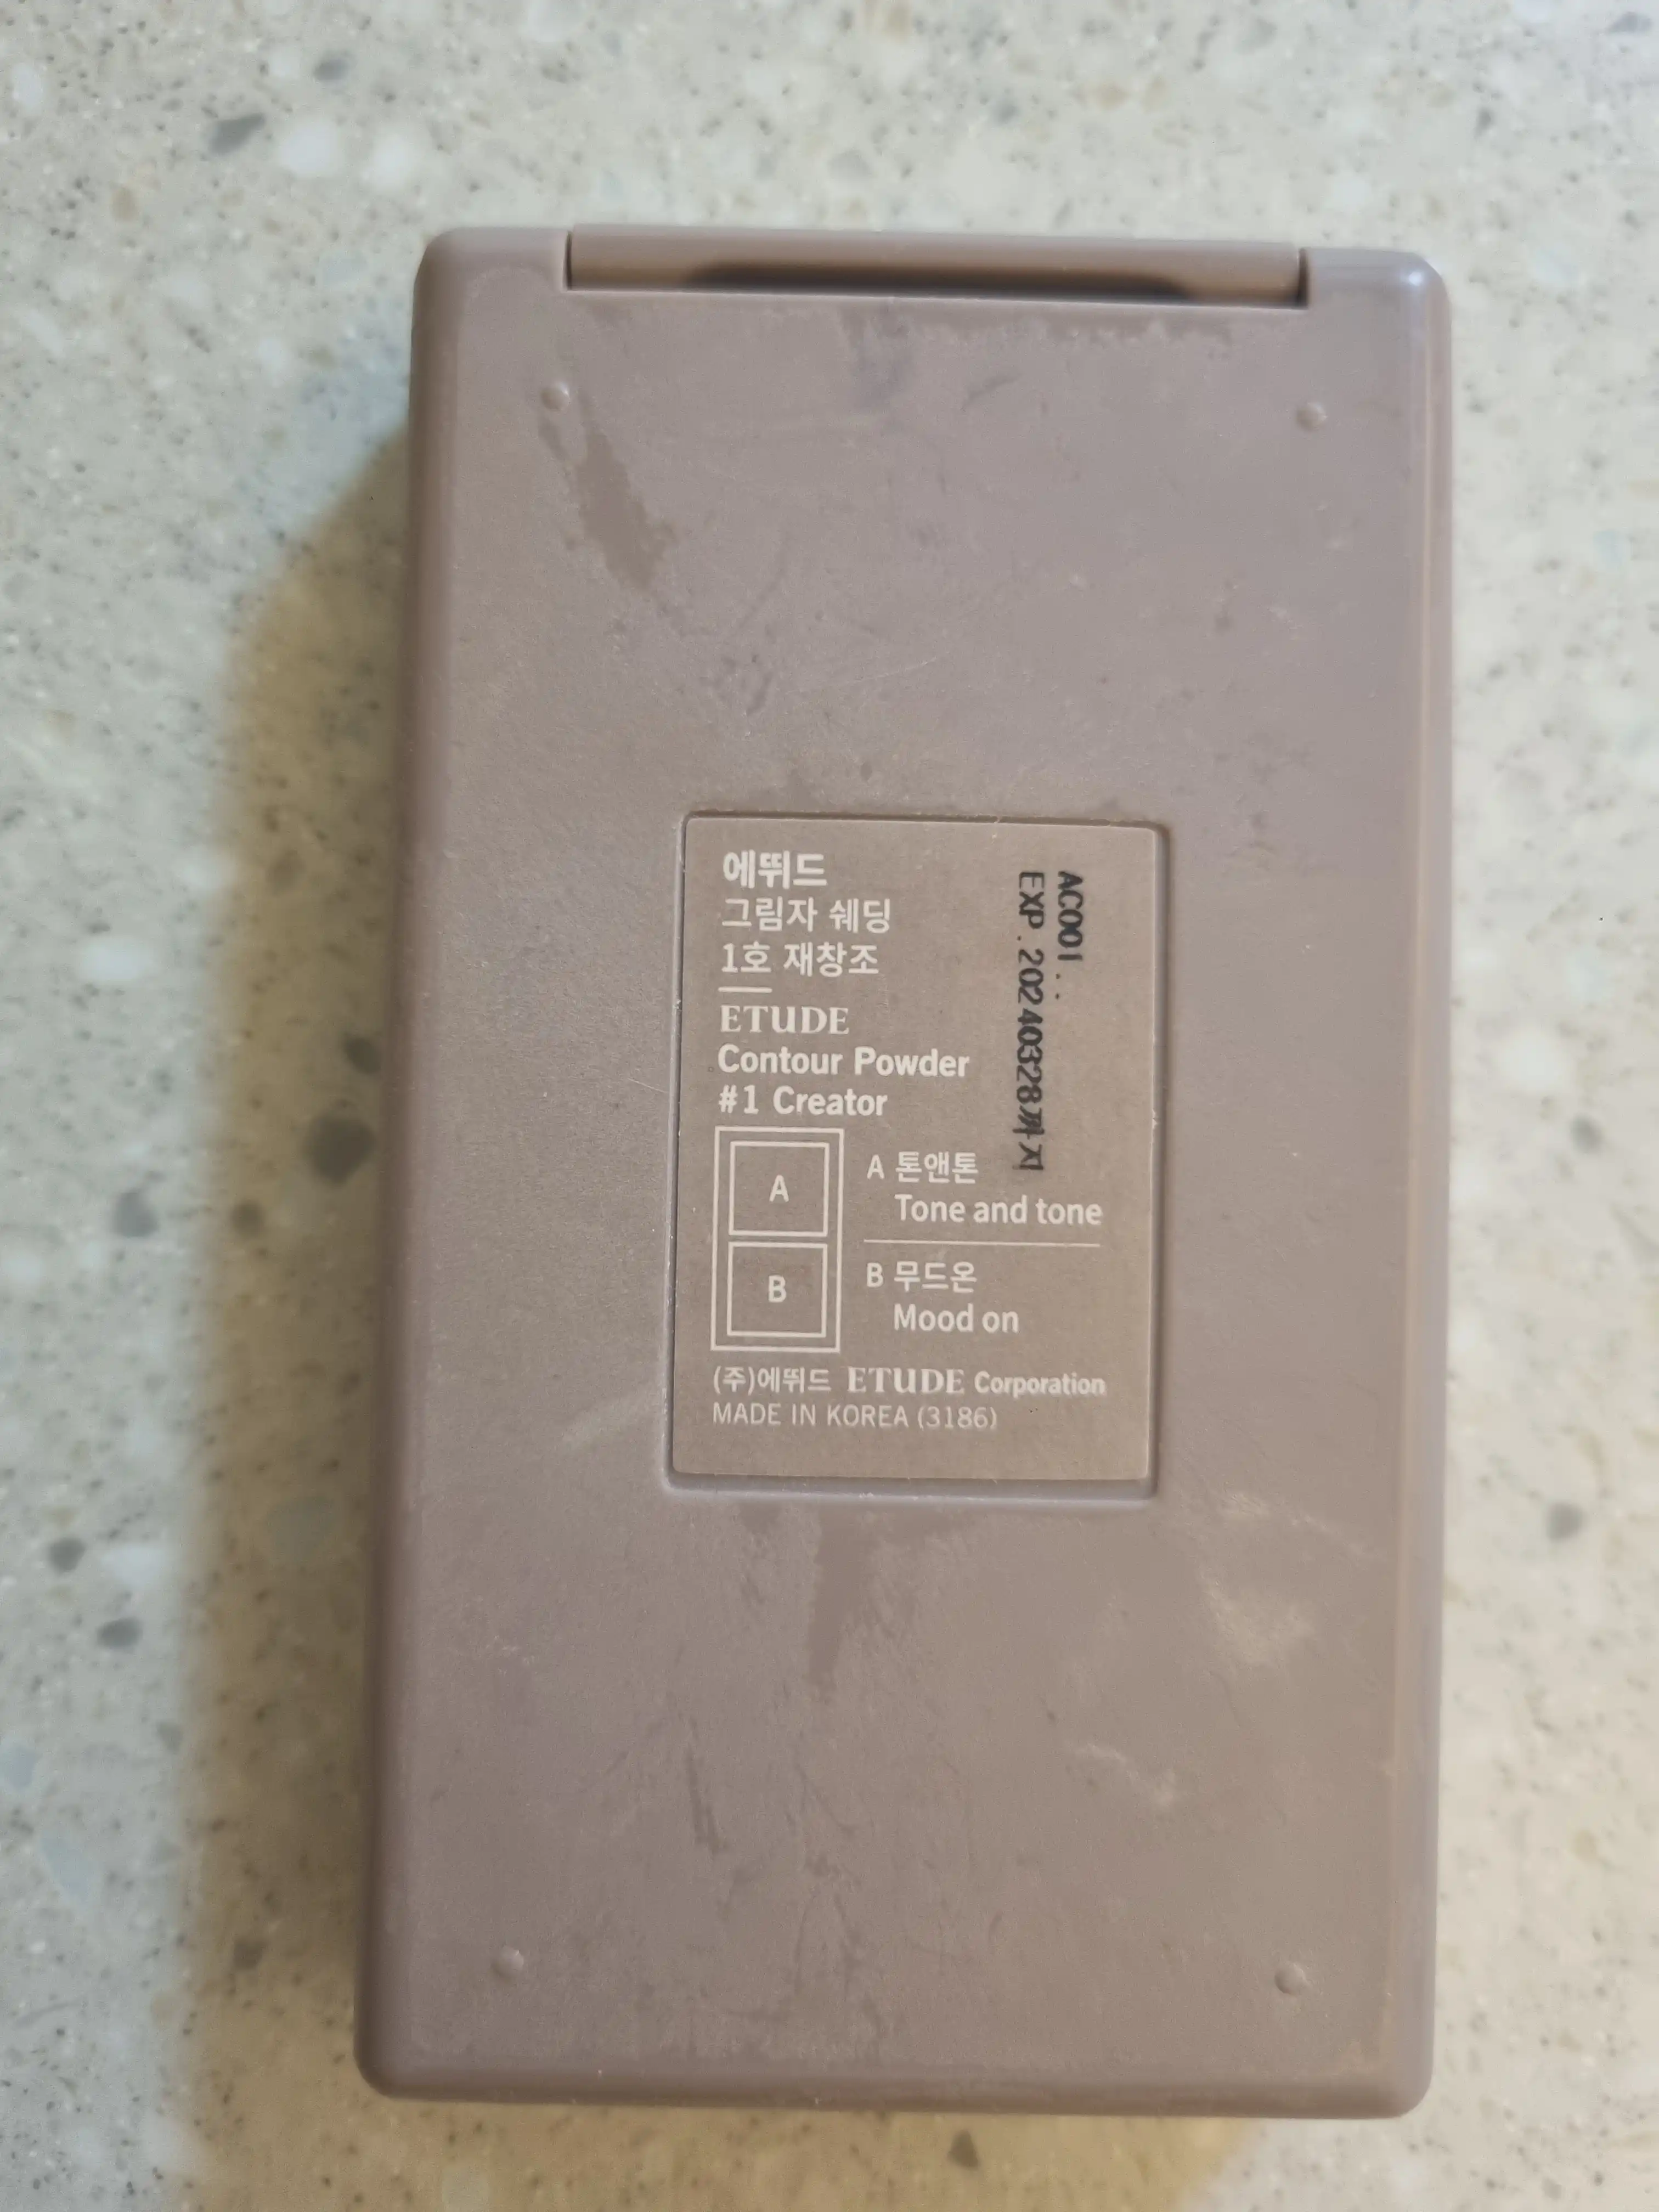 에뛰드
그림자 쉐딩
1호 재창조
ETUDE
Contour Powder
#1 Creator
A
B
A 톤앤톤
Tone and tone
B 무드온
Mood on
(주)에뛰드 ETUDE Corporation
MADE IN KOREA (3186)
AC001..
EXP.20240328까지